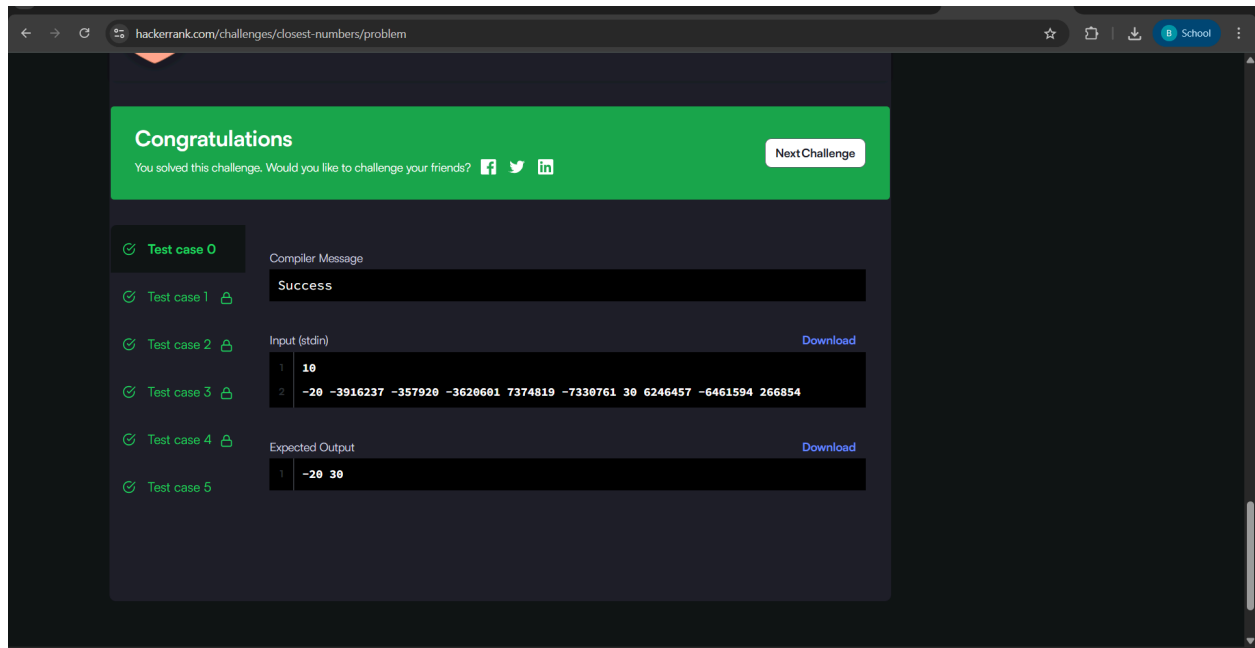 hackerrank.com/challenges/closest-numbers/problem
B School
Congratulations
You solved this challenge. Would you like to challenge your friends?
Next Challenge
Test case 0
Test case 1
Test case 2
Test case 3
Test case 4
Test case 5
Compiler Message
Success
Input (stdin)
Download
1 10
2 -20 -3916237 -357920 -3620601 7374819 -7330761 30 6246457 -6461594 266854
Expected Output
Download
1 -20 30